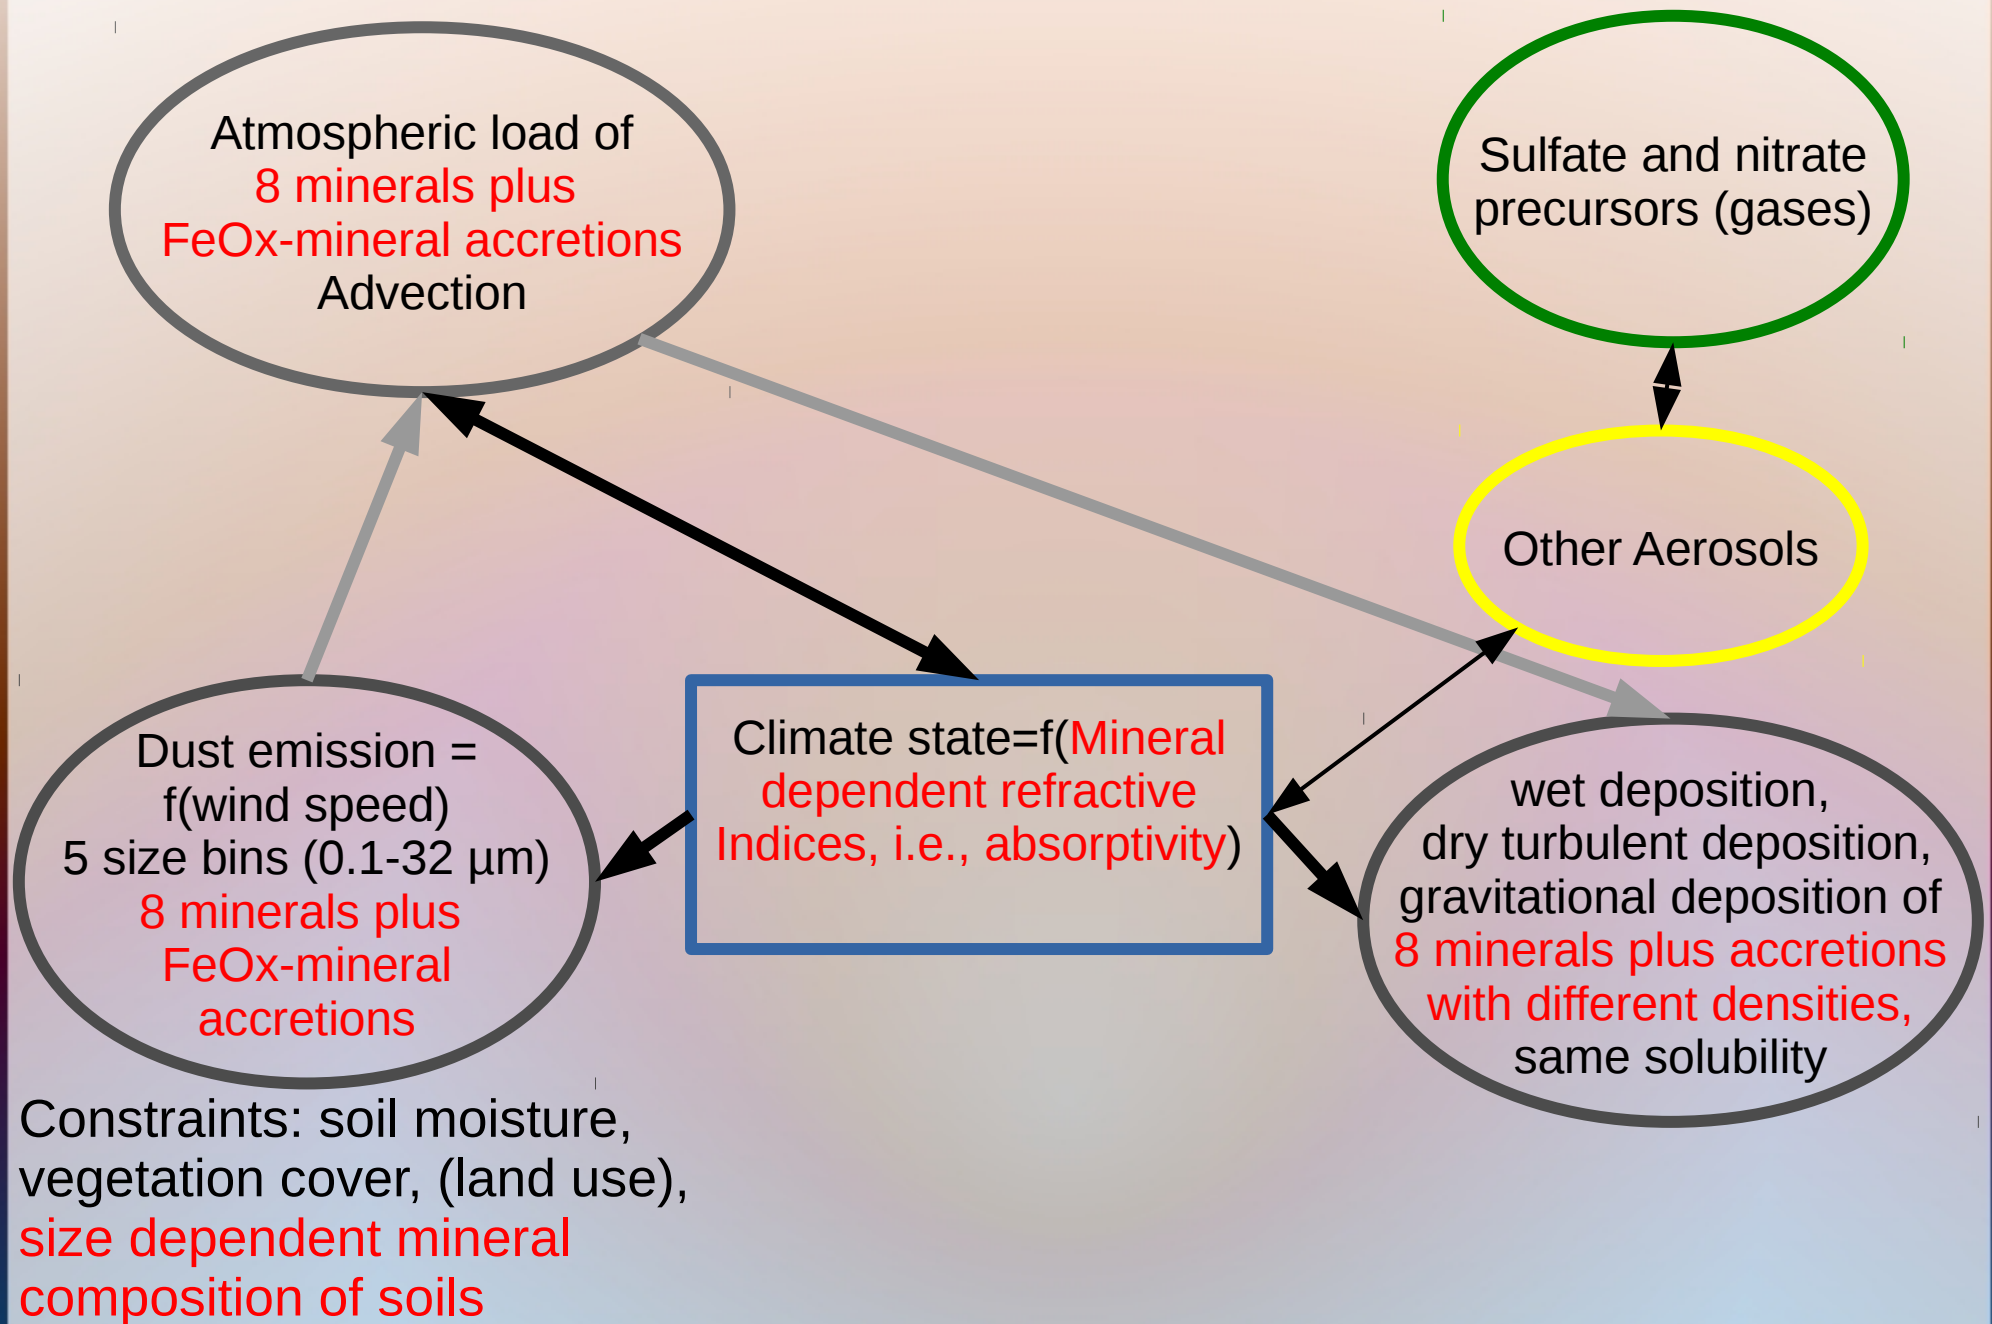 Atmospheric load of
8 minerals plus
FeOx-mineral accretions
Advection
Sulfate and nitrate
precursors (gases)
Other Aerosols
Dust emission =
f(wind speed)
5 size bins (0.1-32 µm)
8 minerals plus
FeOx-mineral
accretions
Climate state=f(Mineral
dependent refractive
Indices, i.e., absorptivity)
wet deposition,
dry turbulent deposition,
gravitational deposition of
8 minerals plus accretions
with different densities,
same solubility
Constraints: soil moisture,
vegetation cover, (land use),
size dependent mineral
composition of soils